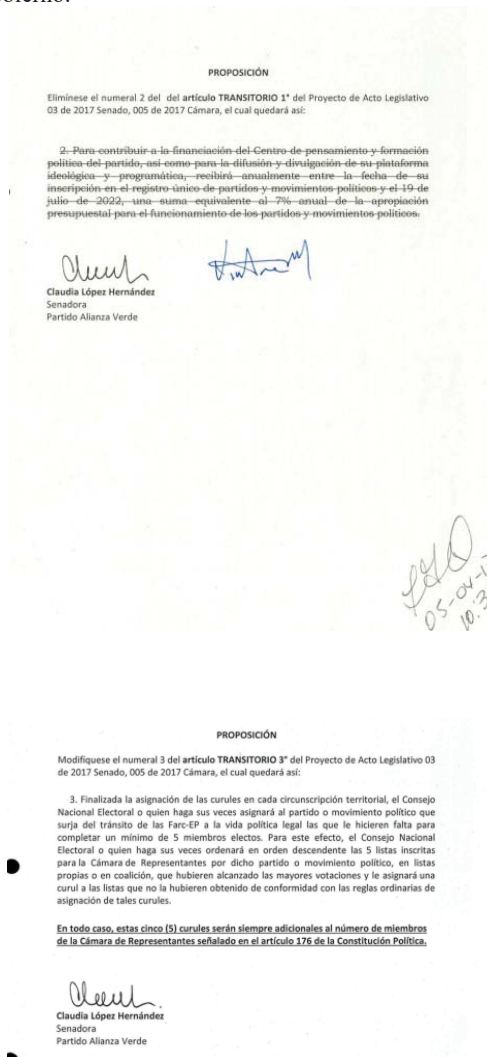 PROPOSICIÓN
Elimínese el numeral 2 del del artículo TRANSITORIO 1° del Proyecto de Acto Legislativo
03 de 2017 Senado, 005 de 2017 Cámara, el cual quedará así:
2. Para contribuir a la financiación del Centro de pensamiento y formación
política del partido, así como para la difusión y divulgación de su plataforma
ideológica y programática, recibirá anualmente entre la fecha de su
inscripción en el registro único de partidos y movimientos políticos y el 19 de
julio de 2022, una suma equivalente al 7% anual de la apropiación
presupuestal para el funcionamiento de los partidos y movimientos políticos.
Claudia López Hernández
Senadora
Partido Alianza Verde
05-04-1
10:3
PROPOSICIÓN
Modifíquese el numeral 3 del artículo TRANSITORIO 3° del Proyecto de Acto Legislativo 03
de 2017 Senado, 005 de 2017 Cámara, el cual quedará así:
3. Finalizada la asignación de las curules en cada circunscripción territorial, el Consejo
Nacional Electoral o quien haga sus veces asignará al partido o movimiento político que
surja del tránsito de las Farc-EP a la vida política legal las que le hicieren falta para
completar un mínimo de 5 miembros electos. Para este efecto, el Consejo Nacional
Electoral o quien haga sus veces ordenará en orden descendente las 5 listas inscritas
para la Cámara de Representantes por dicho partido o movimiento político, en listas
propias o en coalición, que hubieren alcanzado las mayores votaciones y le asignará una
curul a las listas que no la hubieren obtenido de conformidad con las reglas ordinarias de
asignación de tales curules.
En todo caso, estas cinco (5) curules serán siempre adicionales al número de miembros
de la Cámara de Representantes señalado en el artículo 176 de la Constitución Política.
Claudia López Hernández
Senadora
Partido Alianza Verde